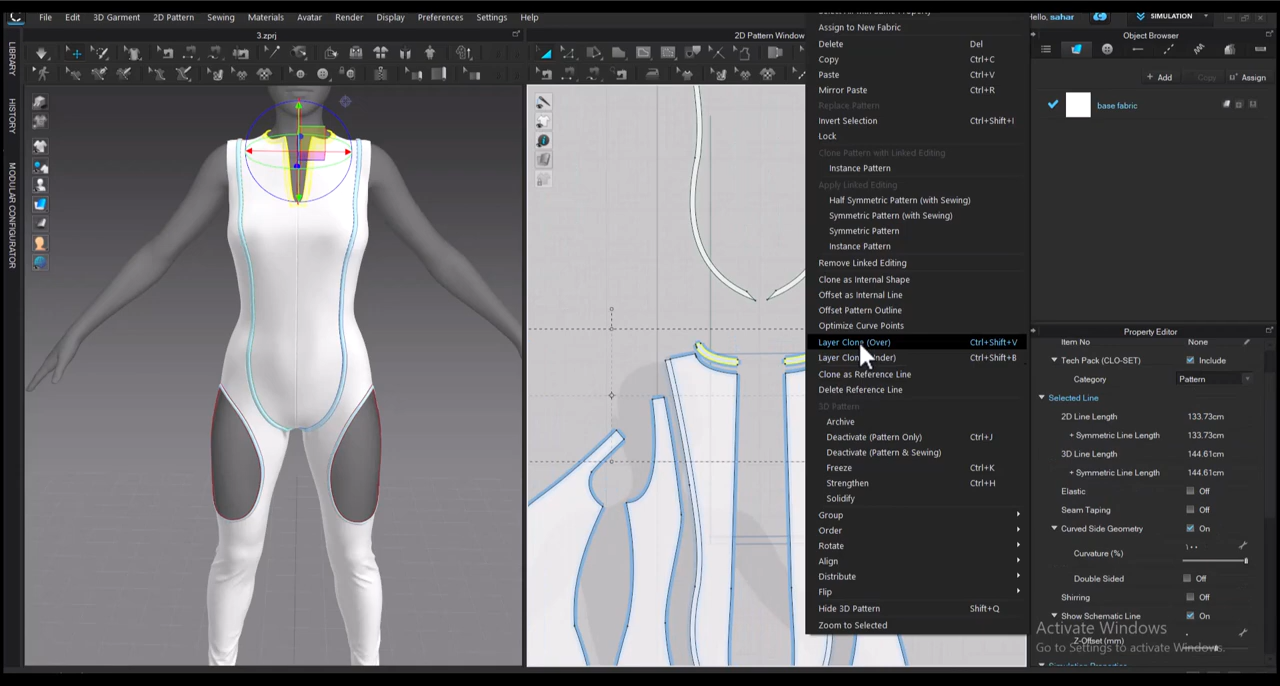 File Edit 3D Garment 2D Pattern Sewing Materials Avatar Render Display Preferences Settings Help
Hello, sahar
SIMULATION
3.zprj
2D Pattern Window
Object Browser
LIBRARY
HISTORY
MODULAR CONFIGURATOR
Assign to New Fabric
Delete Del
Copy Ctrl+C
Paste Ctrl+V
Mirror Paste Ctrl+R
Replace Pattern
Invert Selection Ctrl+Shift+I
Lock
Clone Pattern with Linked Editing
Instance Pattern
Apply Linked Editing
Half Symmetric Pattern (with Sewing)
Symmetric Pattern (with Sewing)
Symmetric Pattern
Instance Pattern
Remove Linked Editing
Clone as Internal Shape
Offset as Internal Line
Offset Pattern Outline
Optimize Curve Points
Layer Clone (Over) Ctrl+Shift+V
Layer Clon Ctrl+Shift+B
Clone as Reference Line
Delete Reference Line
3D Pattern
Archive
Deactivate (Pattern Only) Ctrl+J
Deactivate (Pattern & Sewing)
Freeze Ctrl+K
Strengthen Ctrl+H
Solidify
Group
Order
Rotate
Align
Distribute
Flip
Hide 3D Pattern Shift+Q
Zoom to Selected
+ Add Copy Assign
base fabric
Property Editor
Item No None
Tech Pack (CLO-SET) Include
Category Pattern
Selected Line
2D Line Length 133.73cm
+ Symmetric Line Length 133.73cm
3D Line Length 144.61cm
+ Symmetric Line Length 144.61cm
Elastic Off
Seam Taping Off
Curved Side Geometry On
Curvature (%)
Double Sided Off
Shirring Off
Show Schematic Line On
Z-Offset (mm)
Activate Windows
Go to Settings to activate Windows.